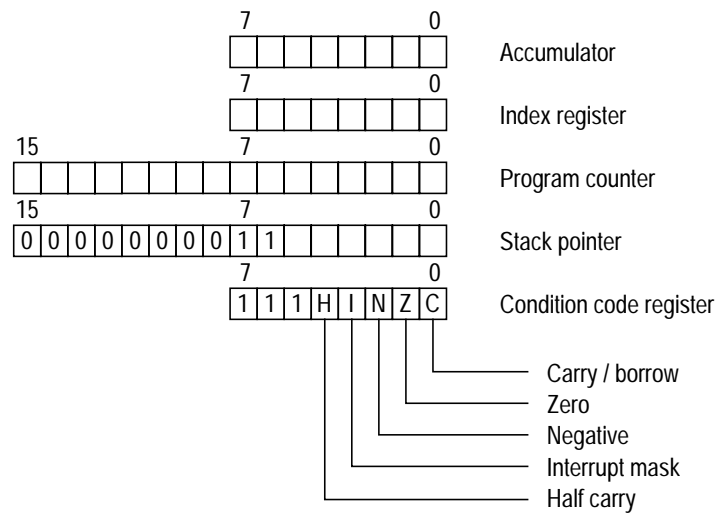 7 0
Accumulator
7 0
Index register
15 7 0
Program counter
15 7 0
0 0 0 0 0 0 0 0 1 1 Stack pointer
7 0
1 1 1 H I N Z C Condition code register
Carry / borrow
Zero
Negative
Interrupt mask
Half carry